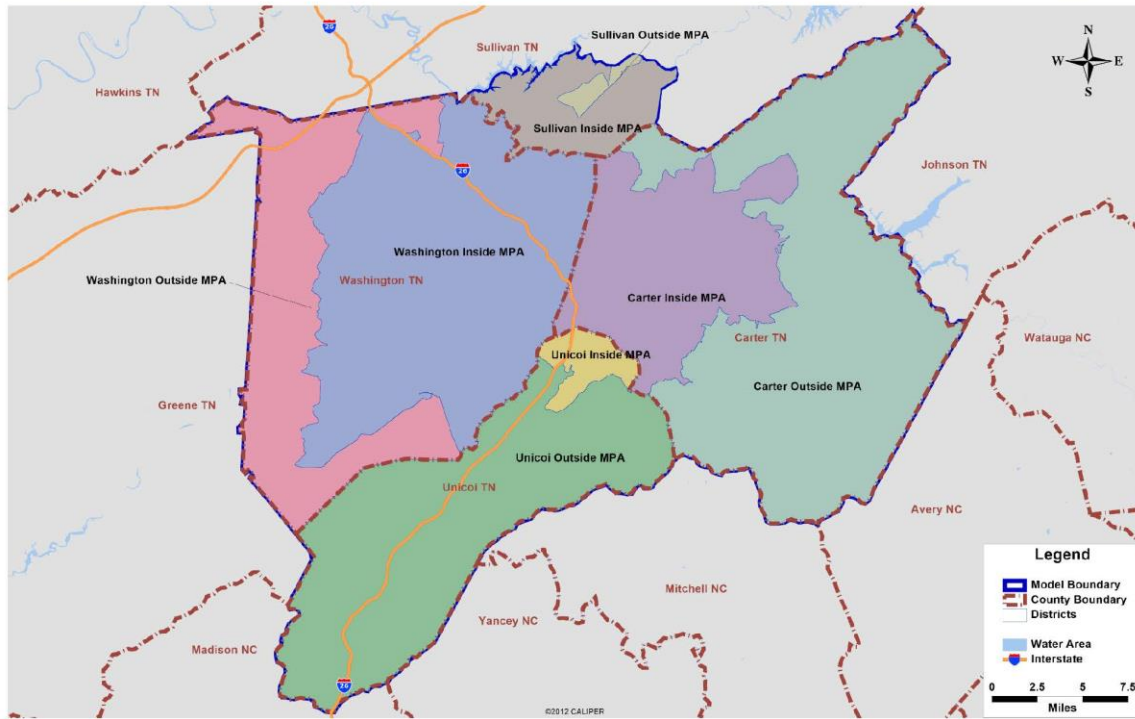 26
Sullivan TN
Sullivan Outside MPA
N
W
E
S
Hawkins TN
Sullivan Inside MPA
26
Johnson TN
Washington Inside MPA
Washington Outside MPA
Washington TN
Carter Inside MPA
Carter TN
Watauga NC
Unicoi Inside MPA
Carter Outside MPA
Greene TN
Unicoi Outside MPA
Unicoi TN
Avery NC
Legend
Model Boundary
County Boundary
Districts
Water Area
Interstate
0 2.5 5 7.5
Miles
Mitchell NC
Yancey NC
Madison NC
26
©2012 CALIPER